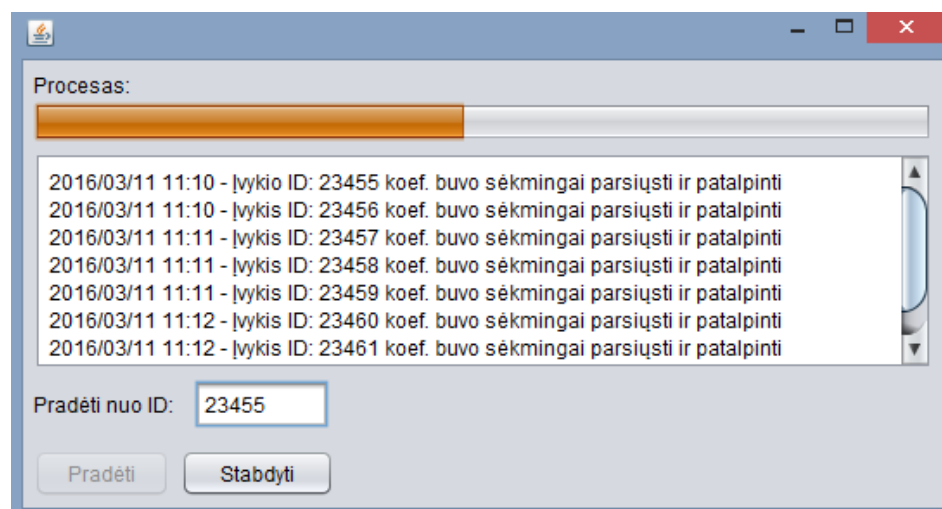 Procesas:
2016/03/11 11:10 - Įvykio ID: 23455 koef. buvo sėkmingai parsiųsti ir patalpinti
2016/03/11 11:10 - Įvykis ID: 23456 koef. buvo sėkmingai parsiųsti ir patalpinti
2016/03/11 11:11 - Įvykis ID: 23457 koef. buvo sėkmingai parsiųsti ir patalpinti
2016/03/11 11:11 - Įvykis ID: 23458 koef. buvo sėkmingai parsiųsti ir patalpinti
2016/03/11 11:11 - Įvykis ID: 23459 koef. buvo sėkmingai parsiųsti ir patalpinti
2016/03/11 11:12 - Įvykis ID: 23460 koef. buvo sėkmingai parsiųsti ir patalpinti
2016/03/11 11:12 - Įvykis ID: 23461 koef. buvo sėkmingai parsiųsti ir patalpinti
Pradėti nuo ID: 23455
Pradėti Stabdyti